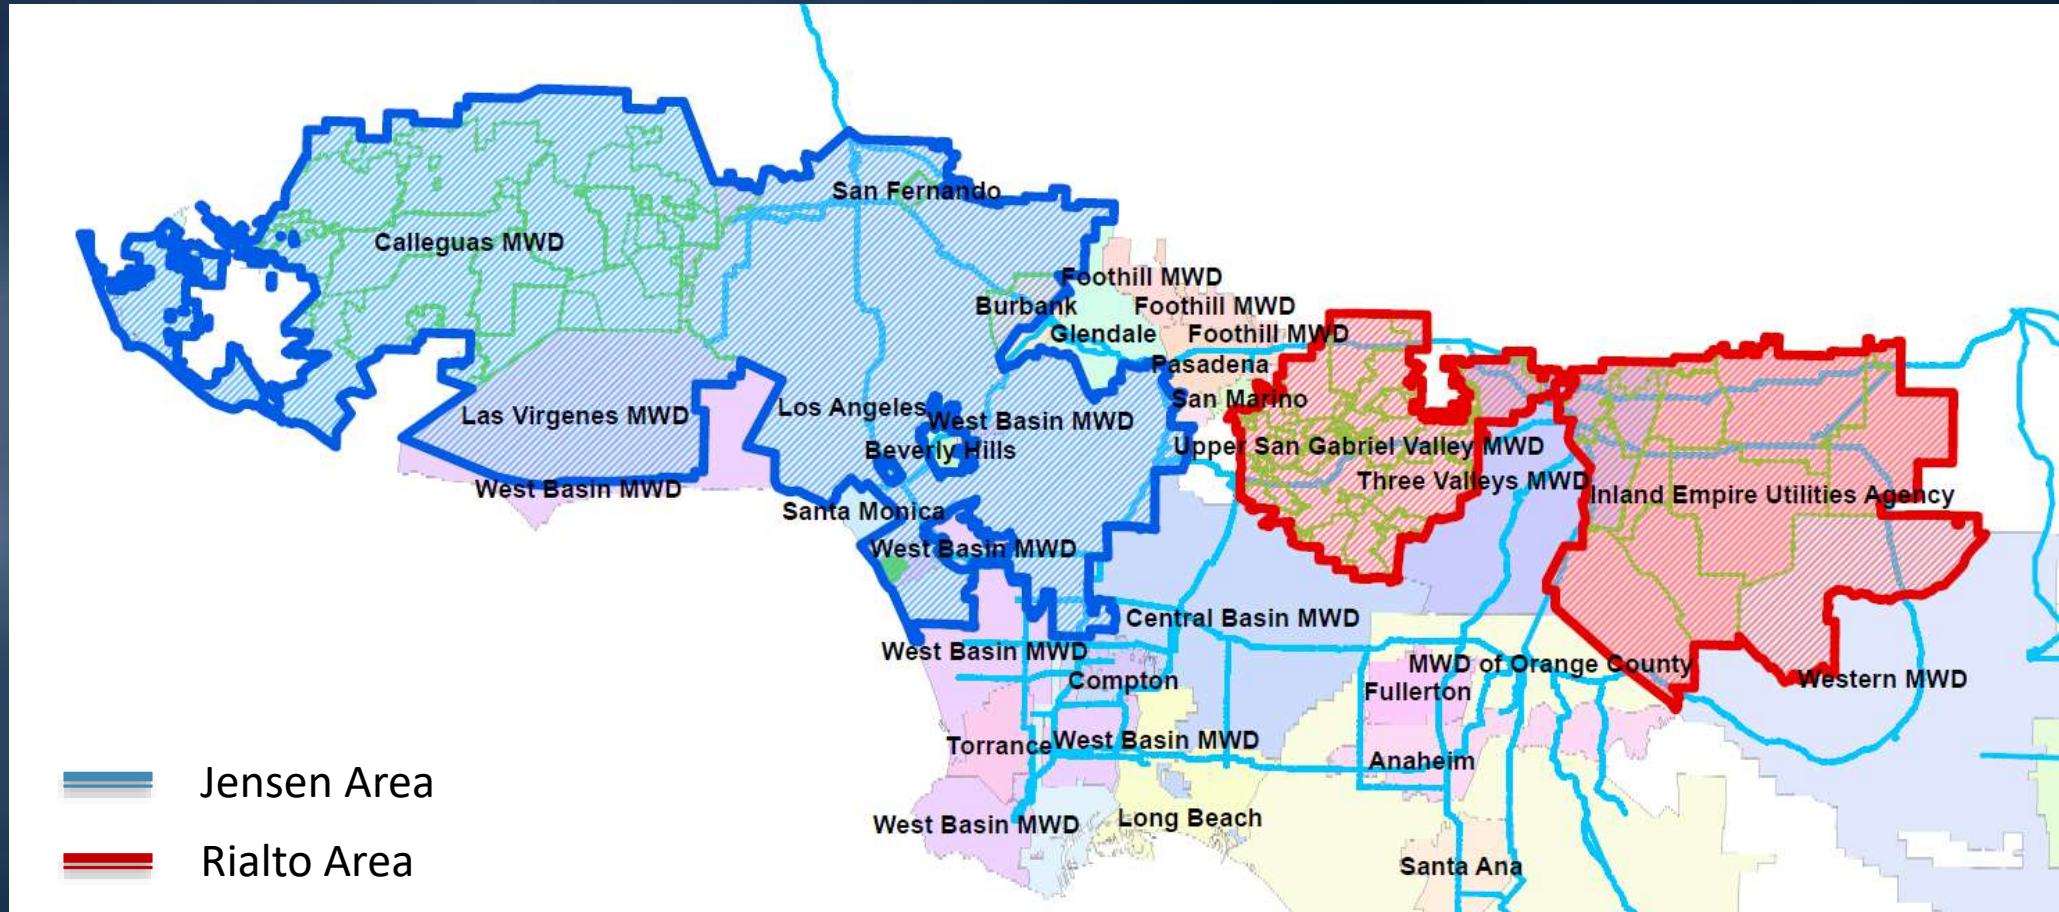 San Fernando
Calleguas MWD
Foothill MWD
Burbank
Foothill MWD
Glendale
Foothill MWD
Pasadena
San Marino
Los Angeles
Las Virgenes MWD
West Basin MWD
Beverly Hills
Upper San Gabriel Valley MWD
Three Valleys MWD
West Basin MWD
Inland Empire Utilities Agency
Santa Monica
West Basin MWD
Central Basin MWD
West Basin MWD
MWD of Orange County
Compton
Fullerton
Western MWD
Torrance
West Basin MWD
Anaheim
Jensen Area
West Basin MWD
Long Beach
Rialto Area
Santa Ana